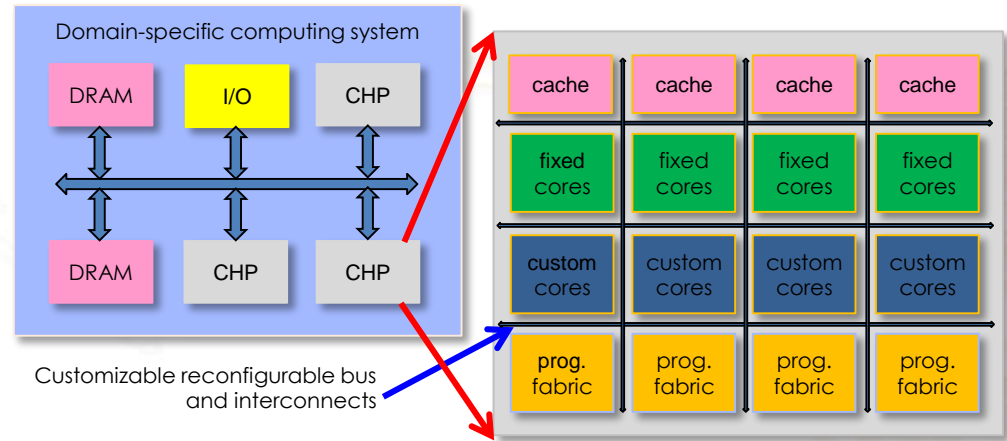 Domain-specific computing system
DRAM
I/O
CHP
DRAM
CHP
CHP
Customizable reconfigurable bus
and interconnects
cache
cache
cache
cache
fixed
cores
fixed
cores
fixed
cores
fixed
cores
custom
cores
custom
cores
custom
cores
custom
cores
prog.
fabric
prog.
fabric
prog.
fabric
prog.
fabric